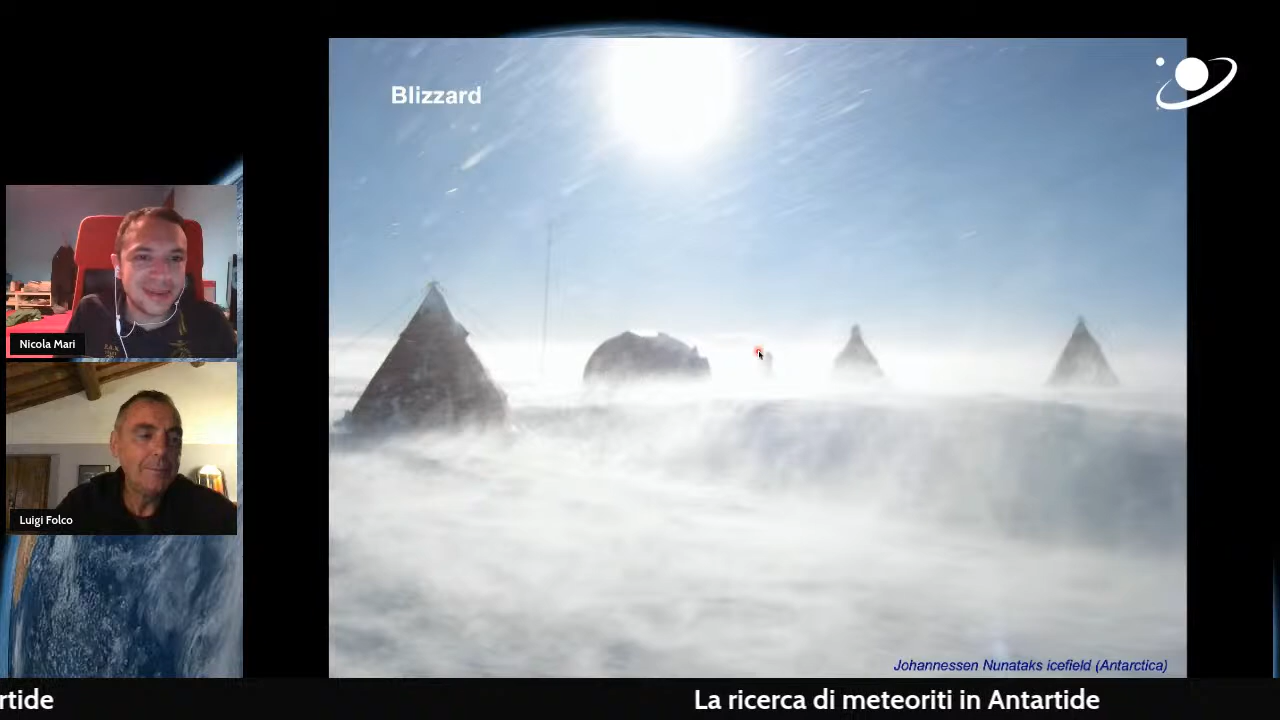 Blizzard
Nicola Mari
Luigi Folco
Johannessen Nunataks icefield (Antarctica)
rtide
La ricerca di meteoriti in Antartide